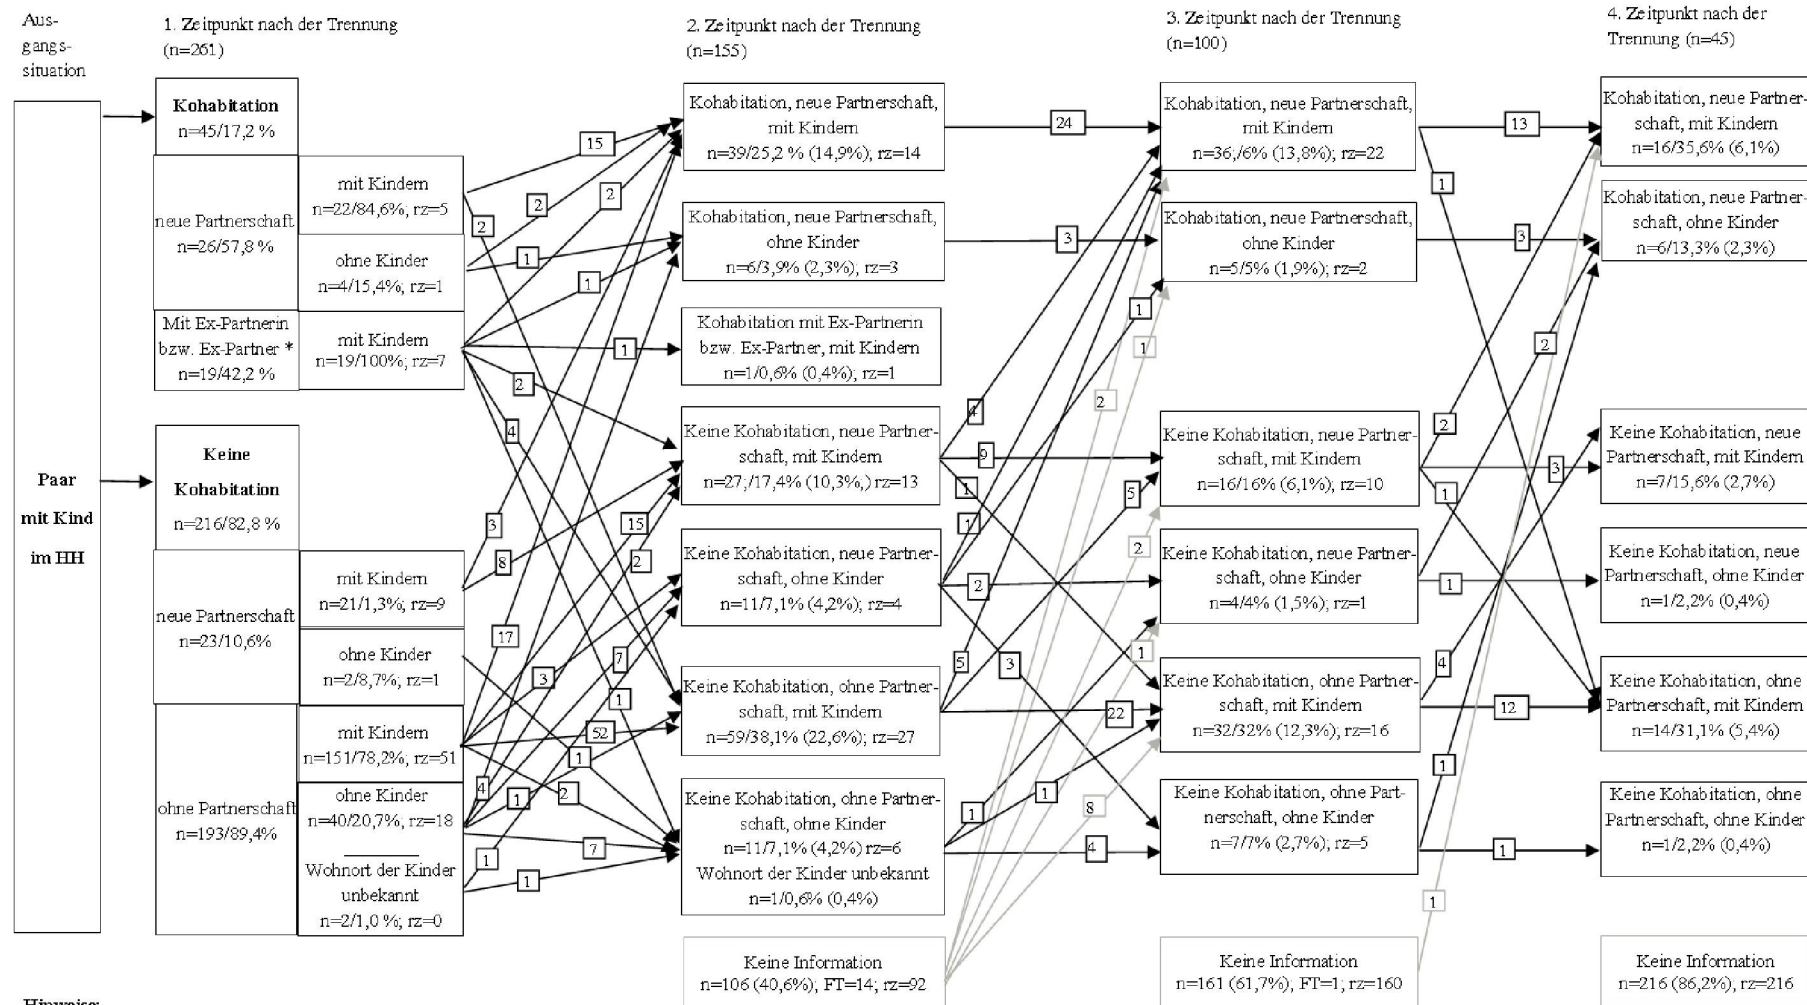 Aus-
gangs-
situation
1. Zeitpunkt nach der Trennung
(n=261)
2. Zeitpunkt nach der Trennung
(n=155)
3. Zeitpunkt nach der Trennung
(n=100)
4. Zeitpunkt nach der
Trennung (n=45)
Paar
mit Kind
im HH
Kohabitation
n=45/17,2 %
neue Partnerschaft
n=26/57,8 %
mit Kindern
n=22/84,6%; rz=5
ohne Kinder
n=4/15,4%; rz=1
Mit Ex-Partnerin
bzw. Ex-Partner *
n=19/42,2 %
mit Kindern
n=19/100%; rz=7
Keine
Kohabitation
n=216/82,8 %
neue Partnerschaft
n=23/10,6%
mit Kindern
n=21/1,3%; rz=9
ohne Kinder
n=2/8,7%; rz=1
ohne Partnerschaft
n=193/89,4%
mit Kindern
n=151/78,2%; rz=51
ohne Kinder
n=40/20,7%; rz=18
Wohnort der Kinder
unbekannt
n=2/1,0 %; rz=0
15
2
2
2
1
1
1
2
4
3
15
8
2
17
7
3
1
52
1
4
1
2
7
1
1
Kohabitation, neue Partnerschaft,
mit Kindern
n=39/25,2 % (14,9%); rz=14
Kohabitation, neue Partnerschaft,
ohne Kinder
n=6/3,9% (2,3%); rz=3
Kohabitation mit Ex-Partnerin
bzw. Ex-Partner, mit Kindern
n=1/0,6% (0,4%); rz=1
Keine Kohabitation, neue Partner-
schaft, mit Kindern
n=27;/17,4% (10,3%,) rz=13
Keine Kohabitation, neue Partner-
schaft, ohne Kinder
n=11/7,1% (4,2%); rz=4
Keine Kohabitation, ohne Partner-
schaft, mit Kindern
n=59/38,1% (22,6%); rz=27
Keine Kohabitation, ohne Partner-
schaft, ohne Kinder
n=11/7,1% (4,2%) rz=6
Wohnort der Kinder unbekannt
n=1/0,6% (0,4%)
Keine Information
n=106 (40,6%), FT=14; rz=92
24
3
1
1
2
4
9
1
5
1
2
2
1
5
3
22
1
1
8
4
Kohabitation, neue Partnerschaft,
mit Kindern
n=36;/6% (13,8%); rz=22
Kohabitation, neue Partnerschaft,
ohne Kinder
n=5/5% (1,9%); rz=2
Keine Kohabitation, neue Partner-
schaft, mit Kindern
n=16/16% (6,1%); rz=10
Keine Kohabitation, neue Partner-
schaft, ohne Kinder
n=4/4% (1,5%); rz=1
Keine Kohabitation, ohne Partner-
schaft, mit Kindern
n=32/32% (12,3%); rz=16
Keine Kohabitation, ohne Part-
nerschaft, ohne Kinder
n=7/7% (2,7%); rz=5
Keine Information
n=161 (61,7%), FT=1; rz=160
13
1
3
2
2
3
1
1
4
12
1
1
1
Kohabitation, neue Partner-
schaft, mit Kindern
n=16/35,6% (6,1%)
Kohabitation, neue Partner-
schaft, ohne Kinder
n=6/13,3% (2,3%)
Keine Kohabitation, neue
Partnerschaft, mit Kindern
n=7/15,6% (2,7%)
Keine Kohabitation, neue
Partnerschaft, ohne Kinder
n=1/2,2% (0,4%)
Keine Kohabitation, ohne
Partnerschaft, mit Kindern
n=14/31,1% (5,4%)
Keine Kohabitation, ohne
Partnerschaft, ohne Kinder
n=1/2,2% (0,4%)
Keine Information
n=216 (86,2%), rz=216
Hinweise: